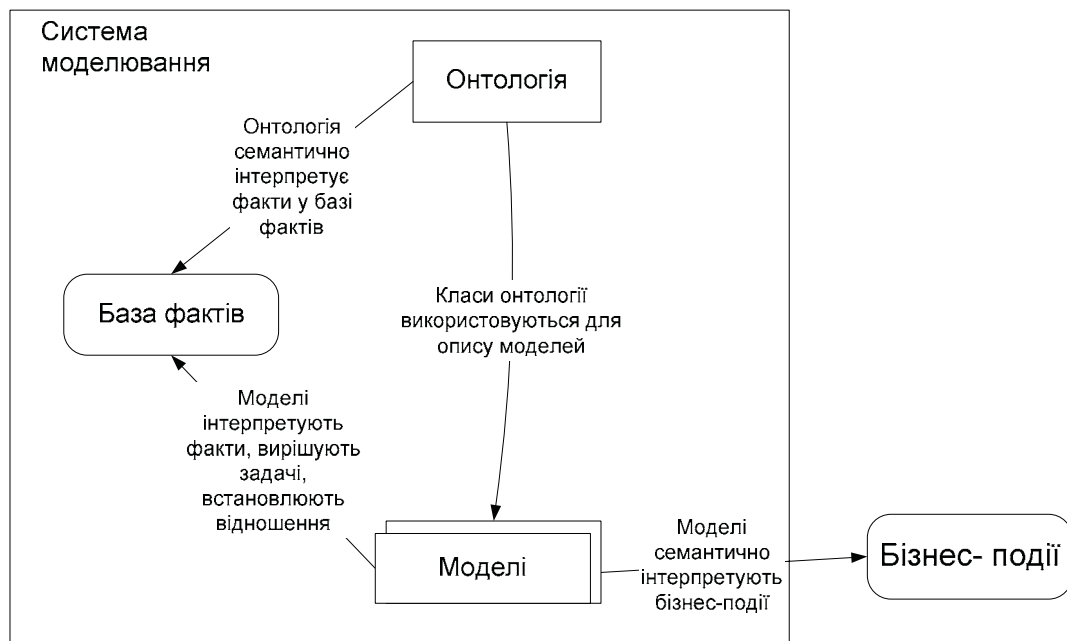 Система
моделювання
Онтологія
Онтологія
семантично
інтерпретує
факти у базі
фактів
База фактів
Класи онтології
використовуються для
опису моделей
Моделі
інтерпретують
факти, вирішують
задачі,
встановлюють
відношення
Моделі
Моделі
семантично
інтерпретують
бізнес-події
Бізнес- події